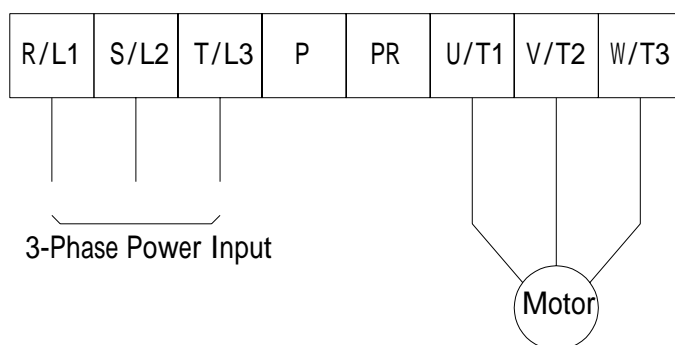 R/L1 S/L2 T/L3 P PR U/T1 V/T2 W/T3
3-Phase Power Input
Motor